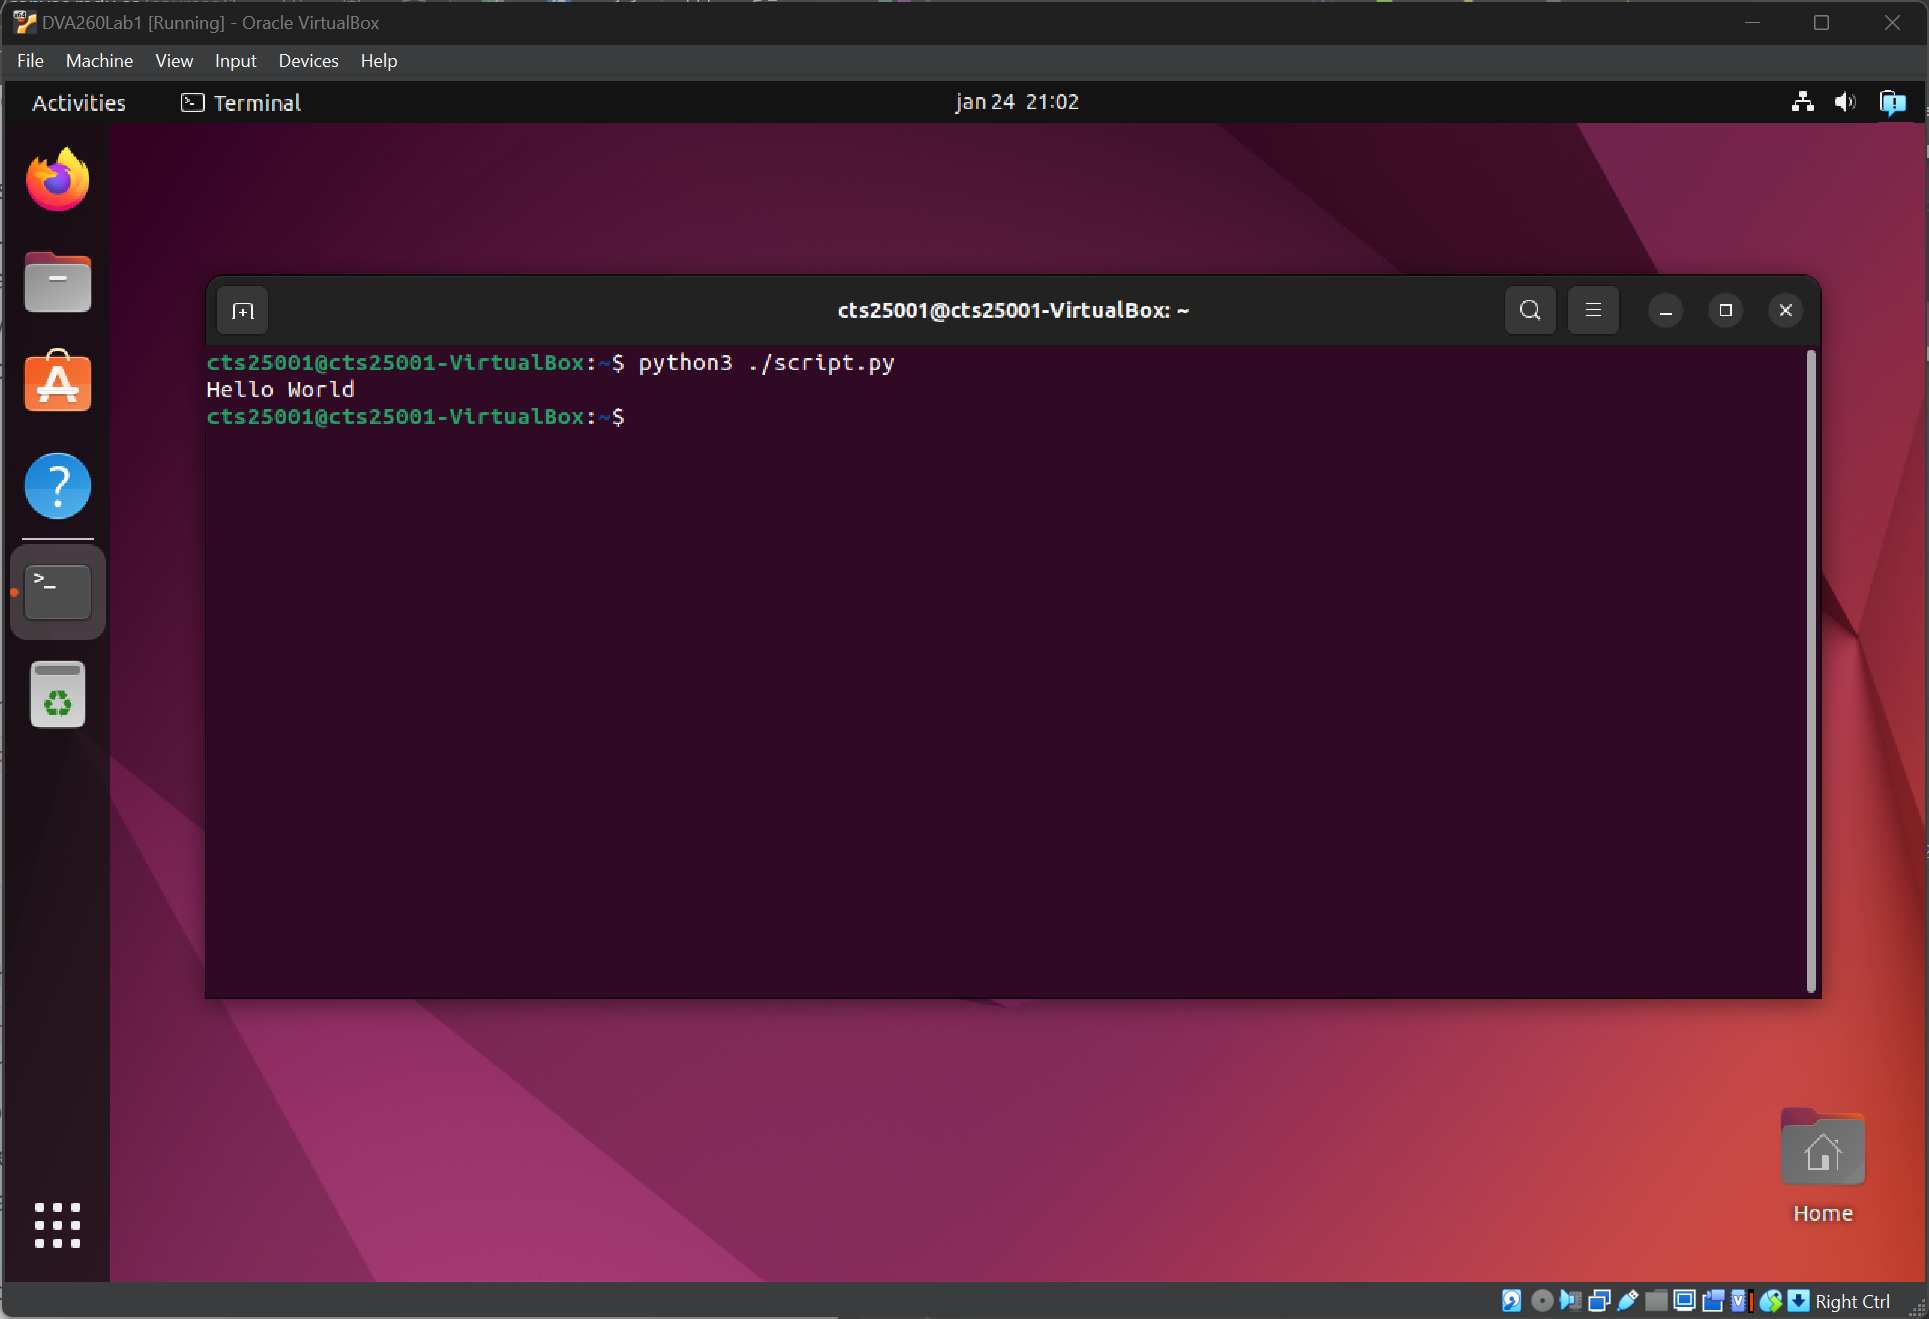 DVA260Lab1 [Running] - Oracle VirtualBox
File Machine View Input Devices Help
Activities Terminal jan 24 21:02
cts25001@cts25001-VirtualBox: ~
cts25001@cts25001-VirtualBox:~$ python3 ./script.py
Hello World
cts25001@cts25001-VirtualBox:~$
Home
Right Ctrl